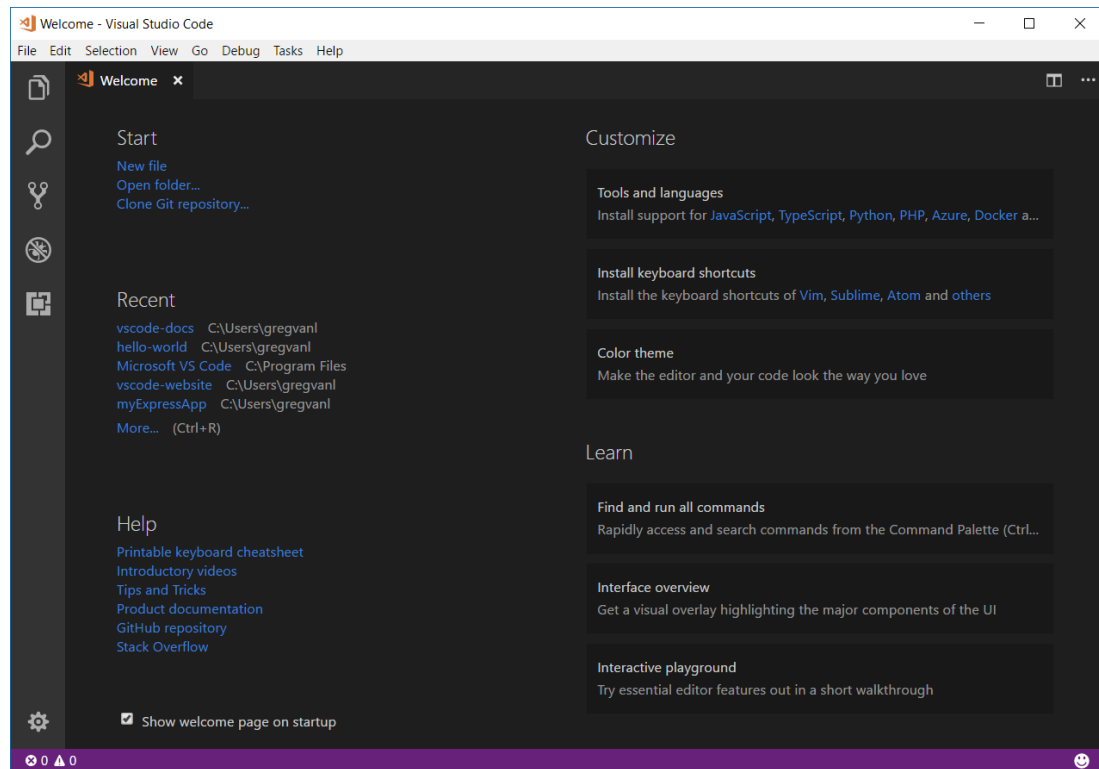 Welcome - Visual Studio Code
File Edit Selection View Go Debug Tasks Help
Welcome
Start
New file
Open folder...
Clone Git repository...
Recent
vscode-docs C:\Users\gregvanl
hello-world C:\Users\gregvanl
Microsoft VS Code C:\Program Files
vscode-website C:\Users\gregvanl
myExpressApp C:\Users\gregvanl
More... (Ctrl+R)
Help
Printable keyboard cheatsheet
Introductory videos
Tips and Tricks
Product documentation
GitHub repository
Stack Overflow
Show welcome page on startup
Customize
Tools and languages
Install support for JavaScript, TypeScript, Python, PHP, Azure, Docker a...
Install keyboard shortcuts
Install the keyboard shortcuts of Vim, Sublime, Atom and others
Color theme
Make the editor and your code look the way you love
Learn
Find and run all commands
Rapidly access and search commands from the Command Palette (Ctrl...
Interface overview
Get a visual overlay highlighting the major components of the UI
Interactive playground
Try essential editor features out in a short walkthrough
0 0